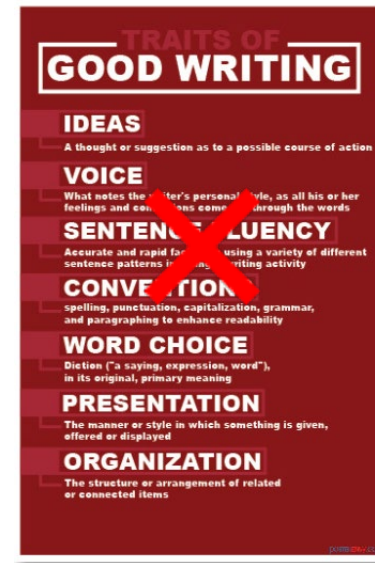 TRAITS OF
GOOD WRITING
IDEAS
A thought or suggestion as to a possible course of action
VOICE
What notes the personal as all his or her
feelings and come through the words
Accurate and rapid using a variety of different
sentence patterns writing activity
spelling, punctuation, capitalization, grammar,
and paragraphing to enhance readability
WORD CHOICE
Diction ("a saying, expression, word"),
in its original, primary meaning
PRESENTATION
The manner or style in which something is given,
offered or displayed
ORGANIZATION
The structure or arrangement of related
or connected items